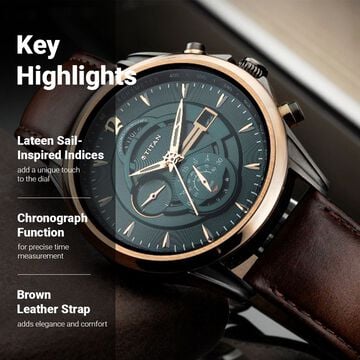 Key
Highlights
Lateen Sail-
Inspired Indices
add a unique touch
to the dial
Chronograph
Function
for precise time
measurement
Brown
Leather Strap
adds elegance and comfort
TITAN